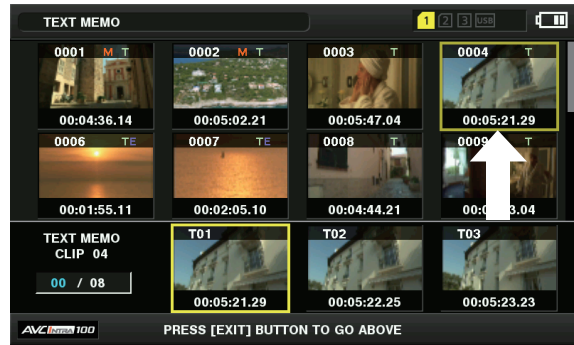 TEXT MEMO 1 2 3 USB
0001 M T 0002 M T 0003 T 0004 T
00:04:36.14 00:05:02.21 00:05:47.04 00:05:21.29
0006 TE 0007 TE 0008 T 0009 T
00:01:55.11 00:02:05.10 00:04:44.21 3.04
TEXT MEMO T01 T02 T03
CLIP 04
00 / 08
00:05:21.29 00:05:22.25 00:05:23.23
AVC INTRA 100 PRESS [EXIT] BUTTON TO GO ABOVE